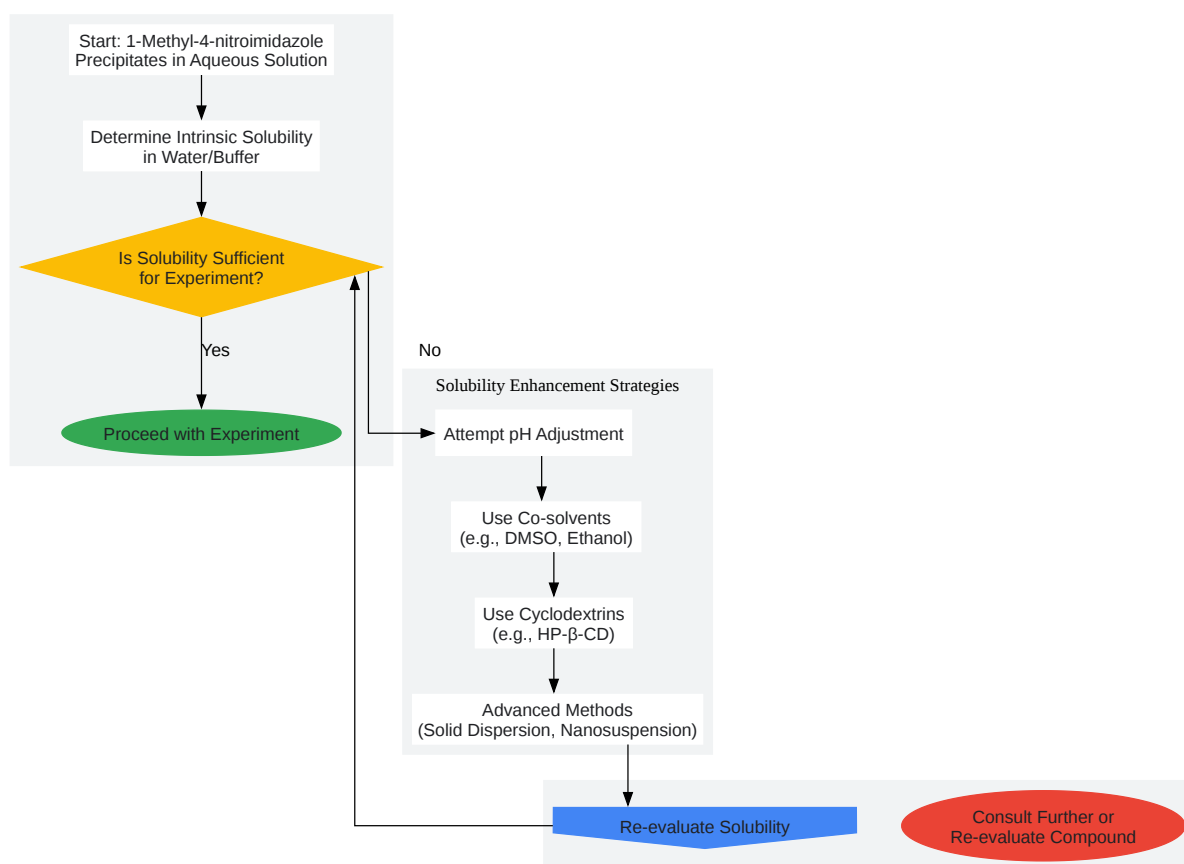 Start: 1-Methyl-4-nitroimidazole
Precipitates in Aqueous Solution
Determine Intrinsic Solubility
in Water/Buffer
Is Solubility Sufficient
for Experiment?
Yes
No
Proceed with Experiment
Solubility Enhancement Strategies
Attempt pH Adjustment
Use Co-solvents
(e.g., DMSO, Ethanol)
Use Cyclodextrins
(e.g., HP-β-CD)
Advanced Methods
(Solid Dispersion, Nanosuspension)
Re-evaluate Solubility
Consult Further or
Re-evaluate Compound